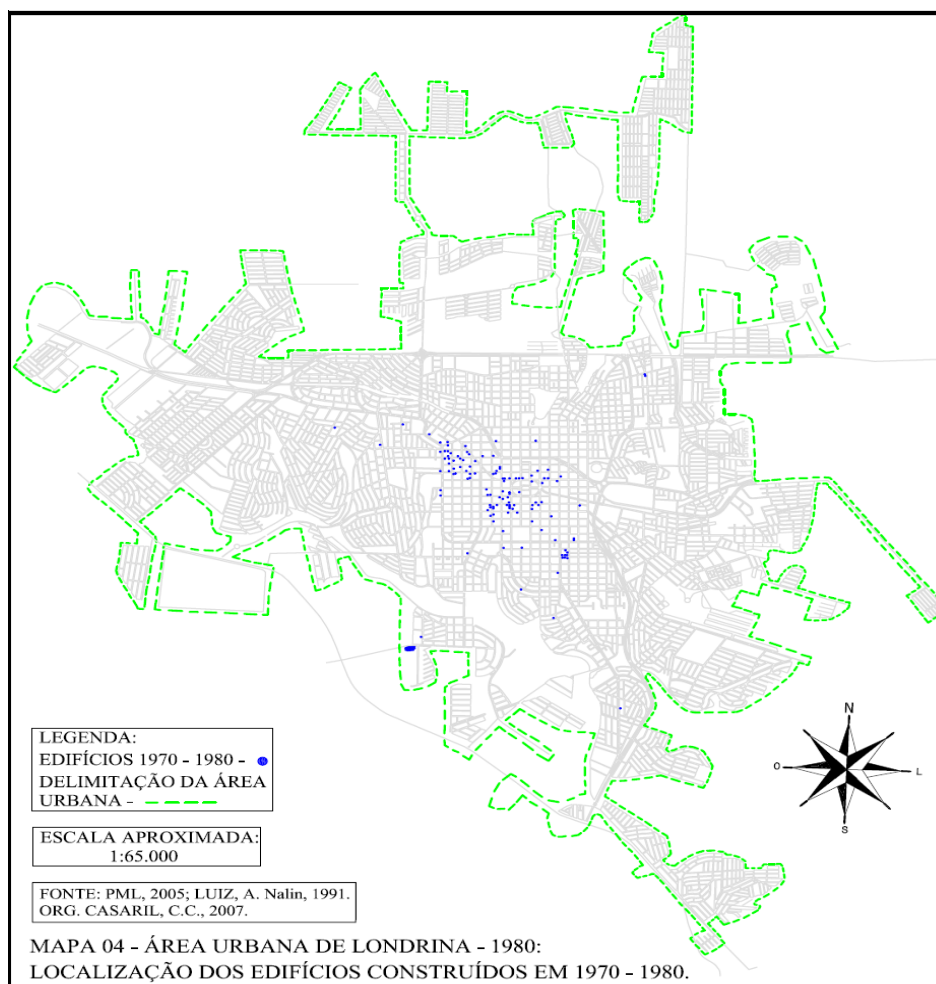 N
O
L
S
LEGENDA:
EDIFÍCIOS 1970 - 1980 -
DELIMITAÇÃO DA ÁREA
URBANA -
ESCALA APROXIMADA:
1:65.000
FONTE: PML, 2005; LUIZ, A. Nalin, 1991.
ORG. CASARIL, C.C., 2007.
MAPA 04 - ÁREA URBANA DE LONDRINA - 1980:
LOCALIZAÇÃO DOS EDIFÍCIOS CONSTRUÍDOS EM 1970 - 1980.